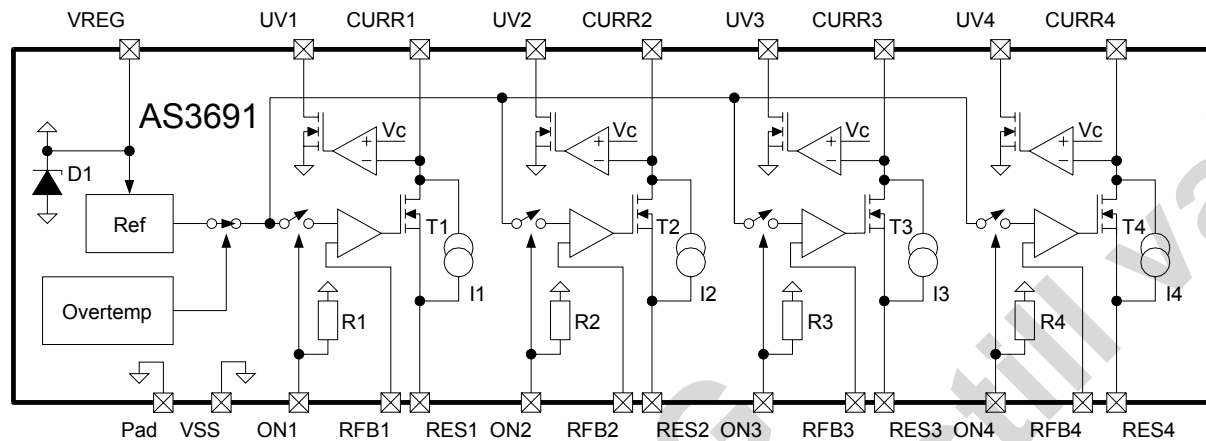 VREG UV1 CURR1 UV2 CURR2 UV3 CURR3 UV4 CURR4
AS3691
Vc Vc Vc Vc
+ + + +
− − − −
D1
Ref
T1 T2 T3 T4
Overtemp
I1 I2 I3 I4
R1 R2 R3 R4
Pad VSS ON1 RFB1 RES1 ON2 RFB2 RES2 ON3 RFB3 RES3 ON4 RFB4 RES4
G
still va